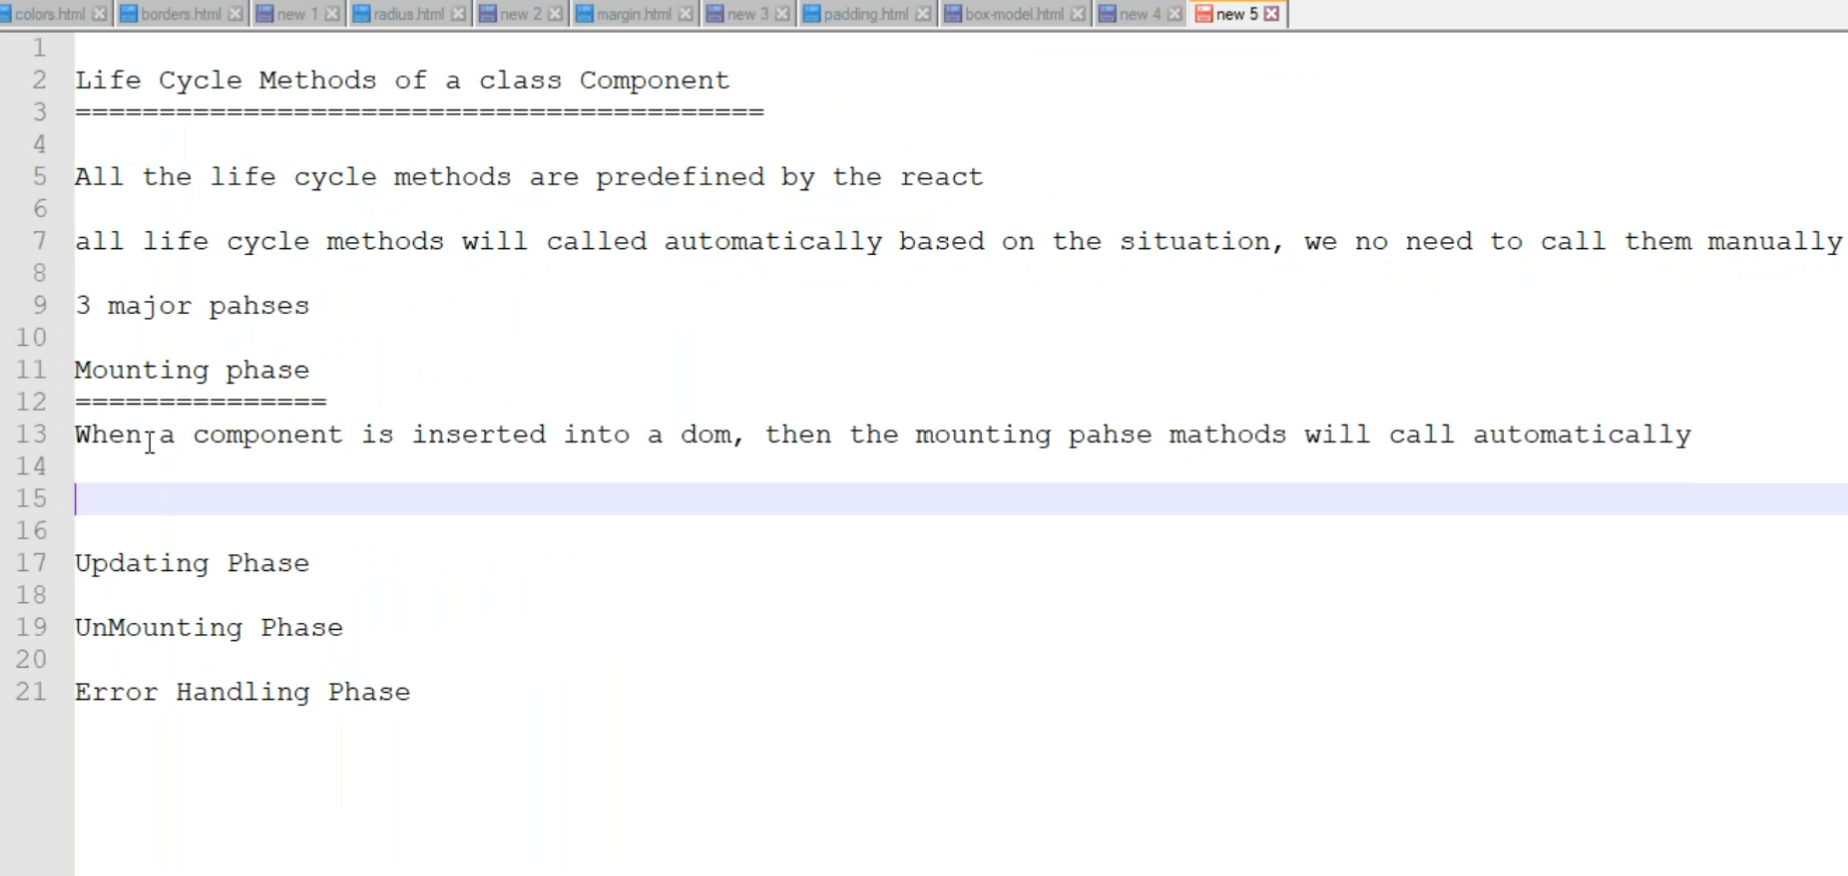 colors.html borders.html new 1 radius.html new 2 margin.html new 3 padding.html box-model.html new 4 new 5
1
2 Life Cycle Methods of a class Component
3 =========================================
4
5 All the life cycle methods are predefined by the react
6
7 all life cycle methods will called automatically based on the situation, we no need to call them manually
8
9 3 major pahses
10
11 Mounting phase
12 ===============
13 When a component is inserted into a dom, then the mounting pahse mathods will call automatically
14
15
16
17 Updating Phase
18
19 UnMounting Phase
20
21 Error Handling Phase